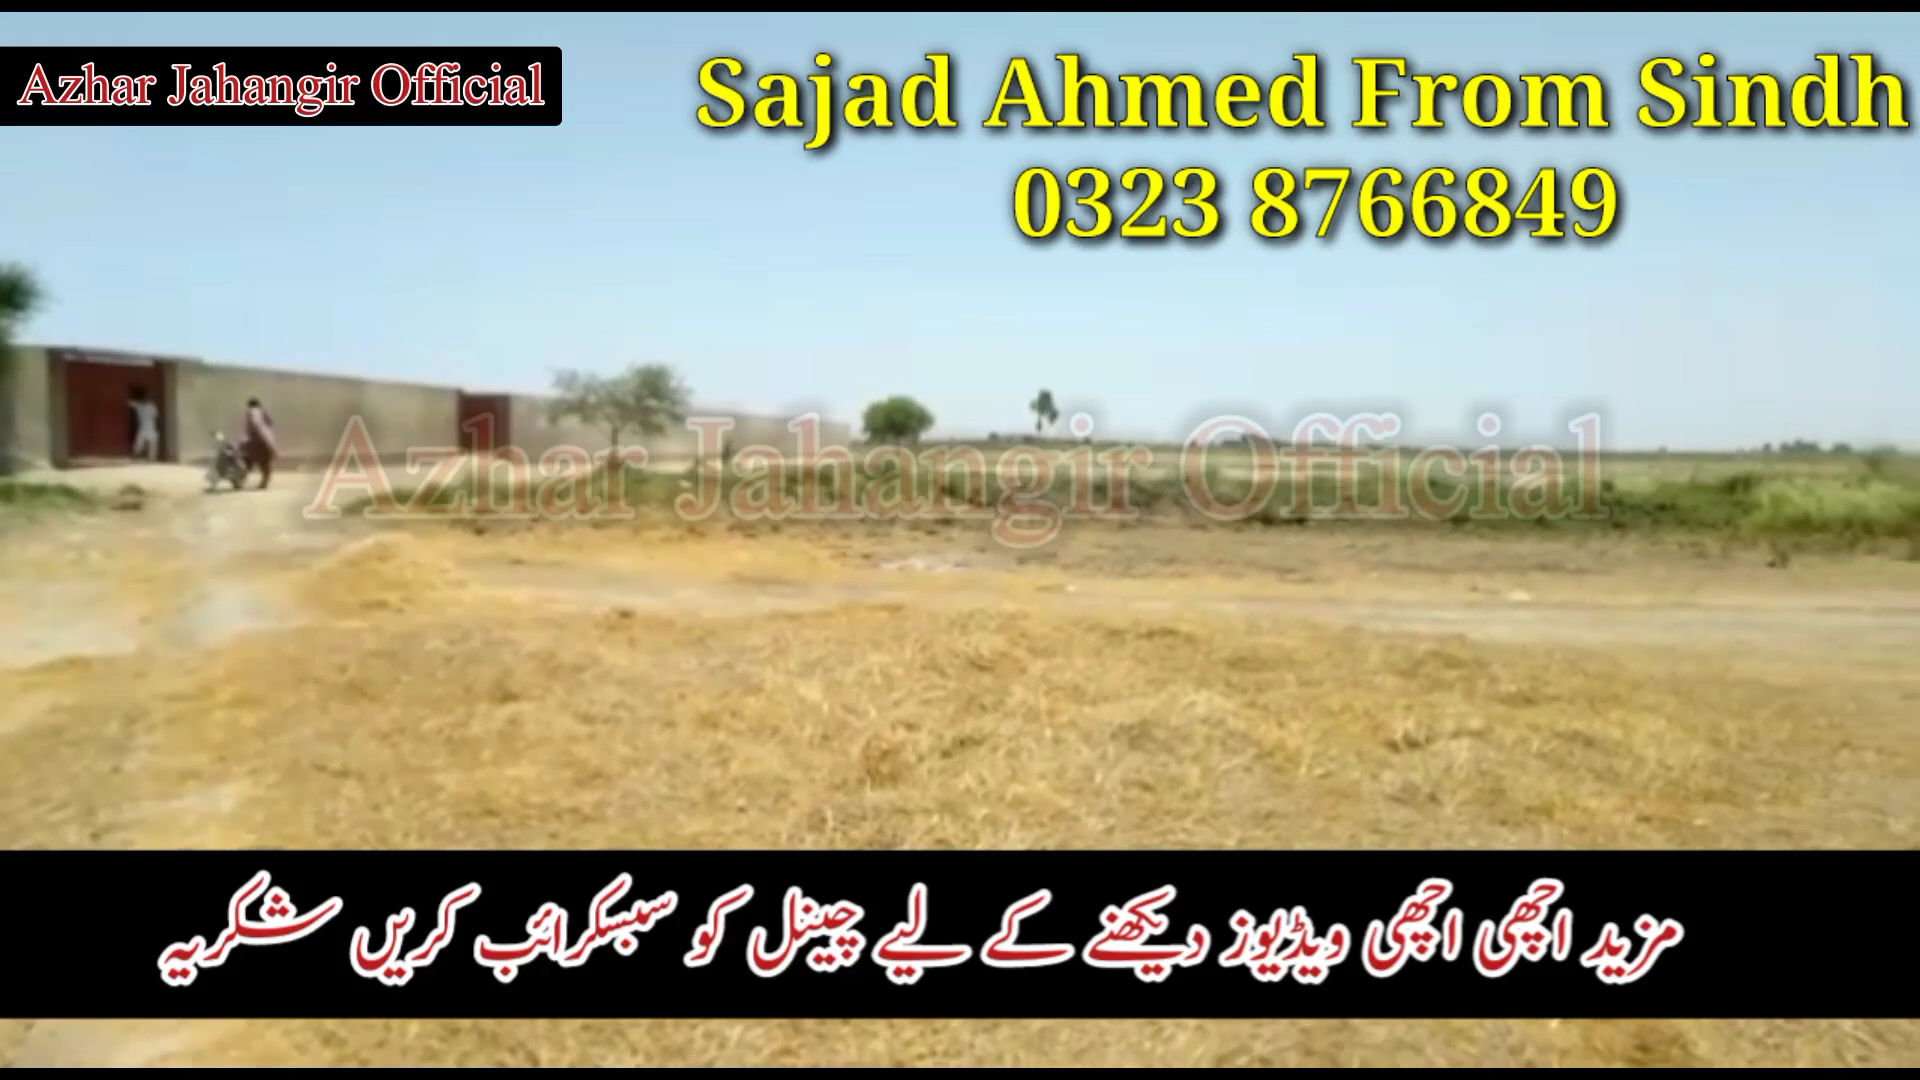 Azhar Jahangir Official
Sajad Ahmed From Sindh
0323 8766849
Azhar Jahangir Official
مزید اچھی اچھی ویڈیوز دیکھنے کے لیے چینل کو سبسکرائب کریں شکریہ